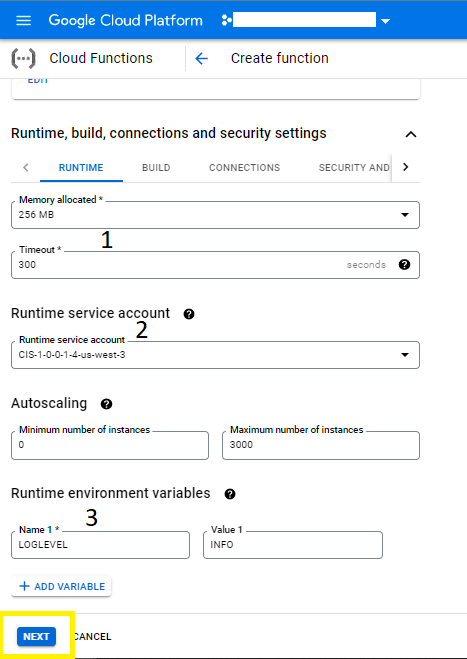 Google Cloud Platform
Cloud Functions Create function
EDIT
Runtime, build, connections and security settings
RUNTIME BUILD CONNECTIONS SECURITY AND
Memory allocated *
256 MB
1
Timeout *
300 seconds
Runtime service account
2
Runtime service account
CIS-1-0-0-1-4-us-west-3
Autoscaling
Minimum number of instances Maximum number of instances
0 3000
Runtime environment variables
3
Name 1 * Value 1
LOGLEVEL INFO
+ ADD VARIABLE
NEXT CANCEL